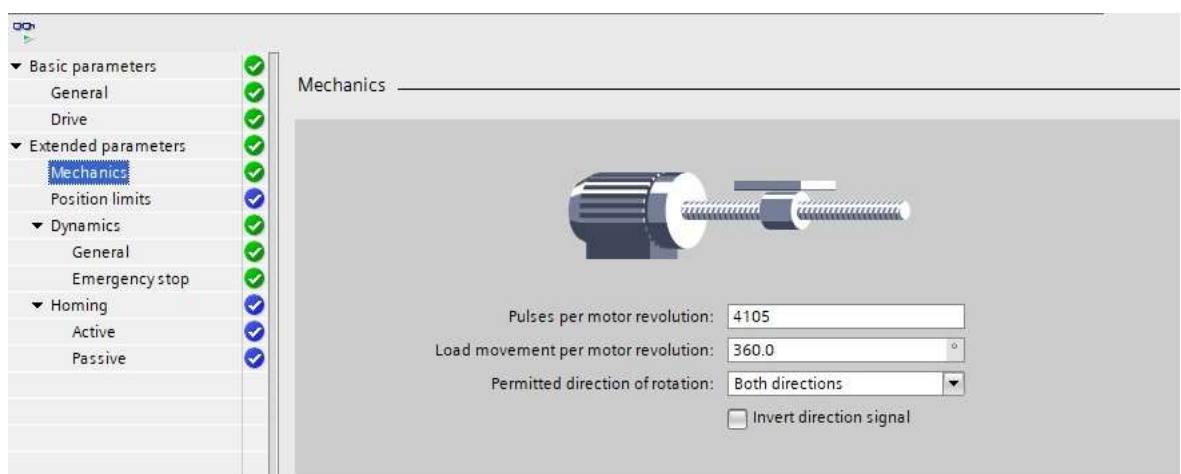 Basic parameters
General
Drive
Extended parameters
Mechanics
Position limits
Dynamics
General
Emergency stop
Homing
Active
Passive
Mechanics
Pulses per motor revolution: 4105
Load movement per motor revolution: 360.0 °
Permitted direction of rotation: Both directions
Invert direction signal